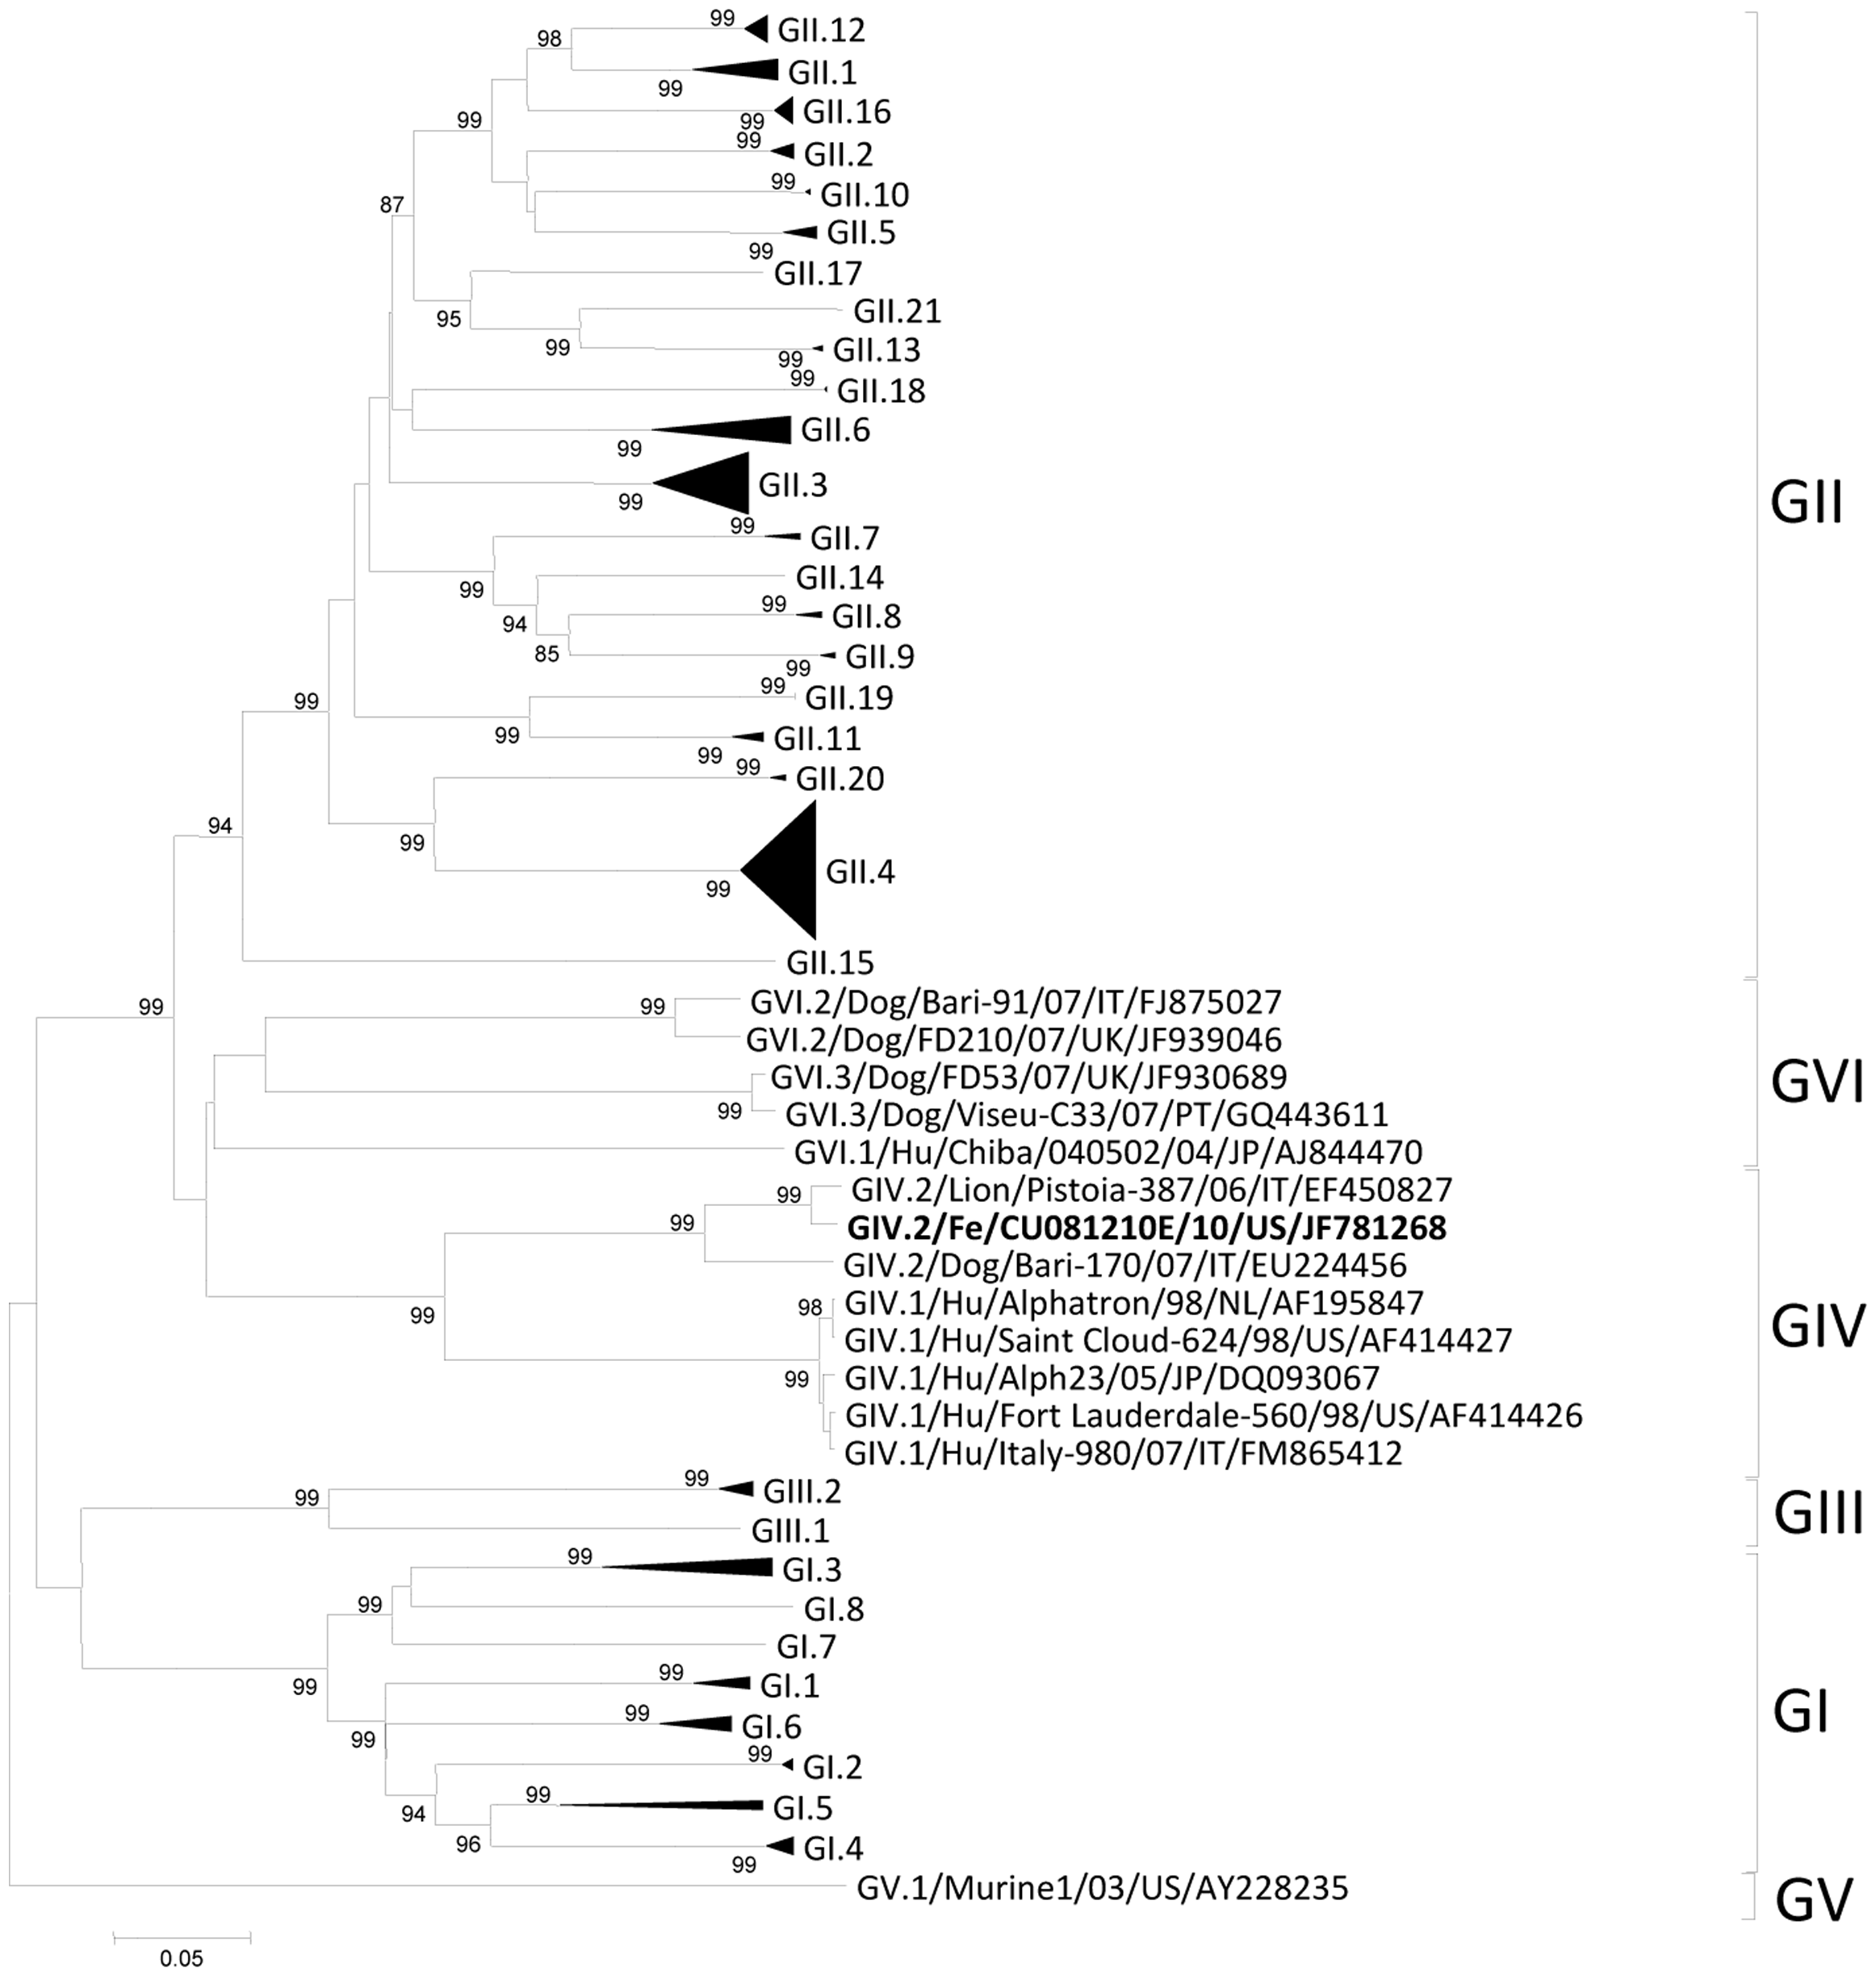 99
GII.12
98
GII.1
99
GII.16
99
99
99
GII.2
99
GII.10
87
GII.5
99
GII.17
GII.21
95
99
GII.13
99
99
GII.18
GII.6
99
GII.3
99
GII
99
GII.7
GII.14
99
99
GII.8
94
85
GII.9
99
99
GII.19
99
99
GII.11
99
99
GII.20
94
99
GII.4
99
GII.15
99
99
GVI.2/Dog/Bari-91/07/IT/FJ875027
GVI.2/Dog/FD210/07/UK/JF939046
GVI.3/Dog/FD53/07/UK/JF930689
GVI
99
GVI.3/Dog/Viseu-C33/07/PT/GQ443611
GVI.1/Hu/Chiba/040502/04/JP/AJ844470
99
GIV.2/Lion/Pistoia-387/06/IT/EF450827
99
GIV.2/Fe/CU081210E/10/US/JF781268
GIV.2/Dog/Bari-170/07/IT/EU224456
99
98
GIV.1/Hu/Alphatron/98/NL/AF195847
GIV
GIV.1/Hu/Saint Cloud-624/98/US/AF414427
99
GIV.1/Hu/Alph23/05/JP/DQ093067
GIV.1/Hu/Fort Lauderdale-560/98/US/AF414426
GIV.1/Hu/Italy-980/07/IT/FM865412
99
99
GIII.2
GIII
GIII.1
99
GI.3
99
GI.8
GI.7
99
99
GI.1
GI
99
99
GI.6
99
GI.2
99
GI.5
94
96
GI.4
99
GV.1/Murine1/03/US/AY228235
GV
0.05